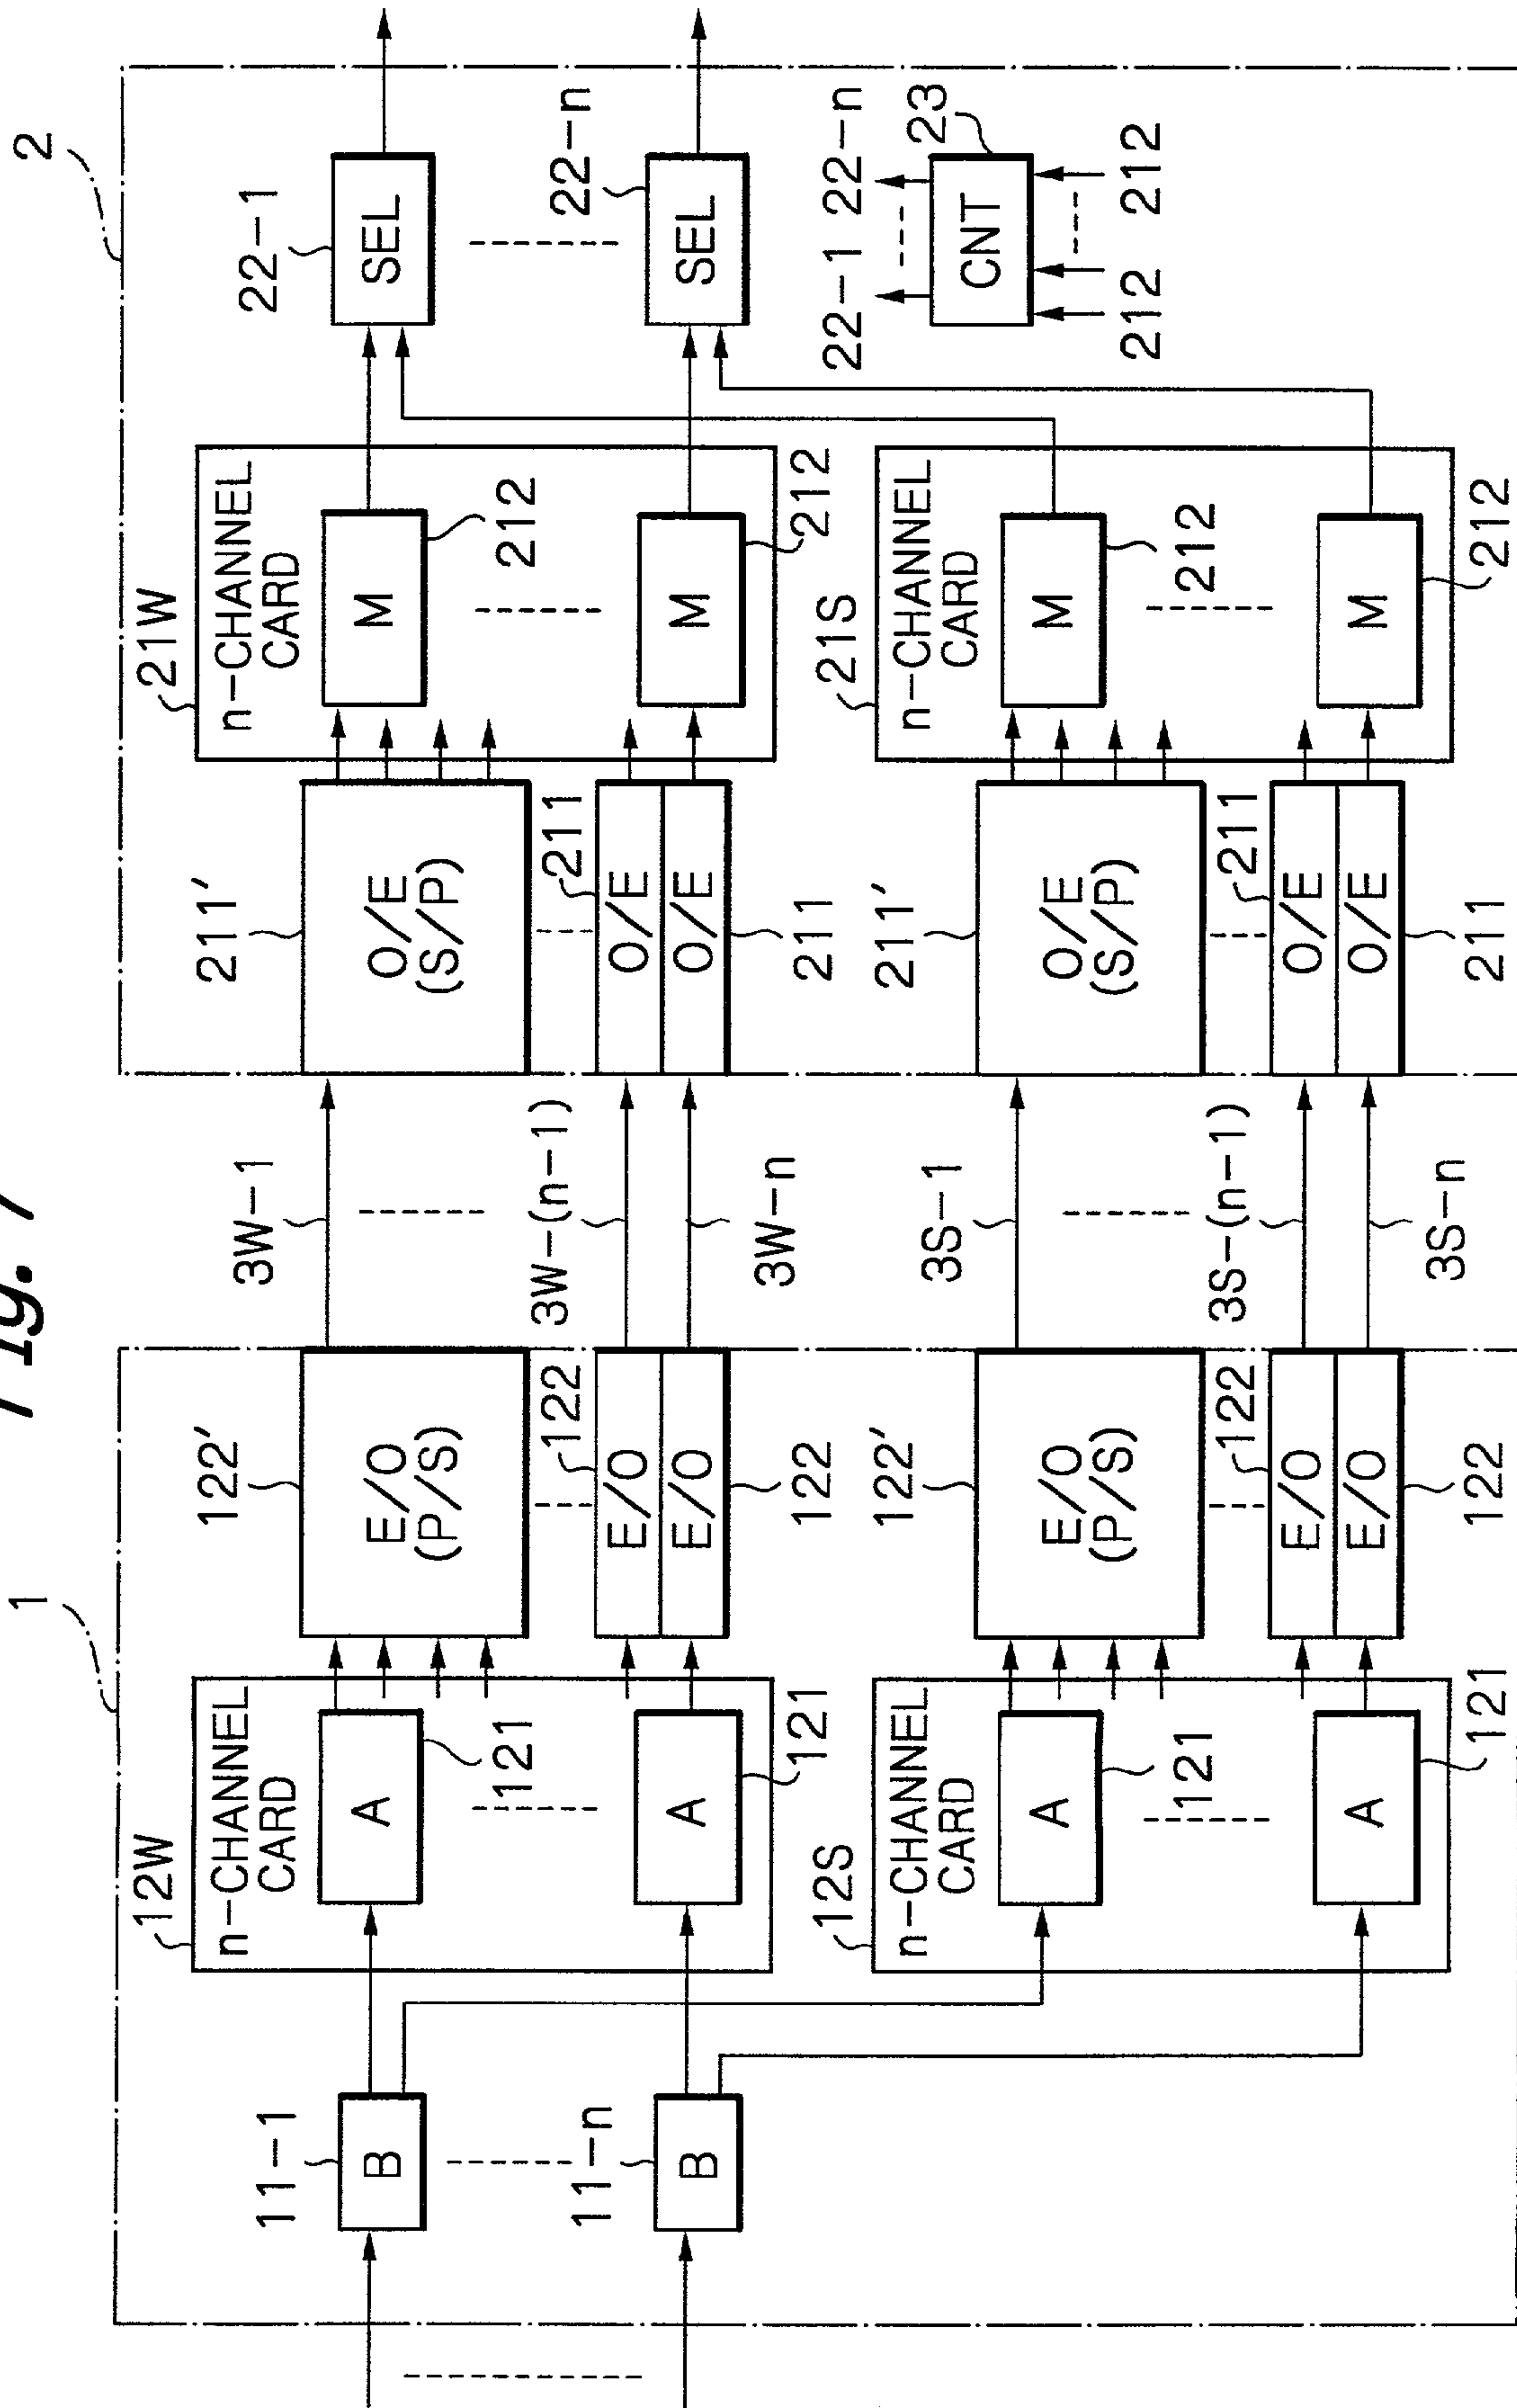 Fig. 7
1
2
11-1
B
11-n
B
12W
n-CHANNEL
CARD
A
121
A
121
12S
n-CHANNEL
CARD
A
121
A
121
122'
E/O
(P/S)
122
E/O
E/O
122
122'
E/O
(P/S)
122
E/O
E/O
122
3W-1
3W-(n-1)
3W-n
3S-1
3S-(n-1)
3S-n
211'
O/E
(S/P)
211
O/E
O/E
211
211'
O/E
(S/P)
211
O/E
O/E
211
21W
n-CHANNEL
CARD
M
212
M
212
21S
n-CHANNEL
CARD
M
212
M
212
22-1
SEL
22-n
SEL
22-1
22-n
23
CNT
212
212